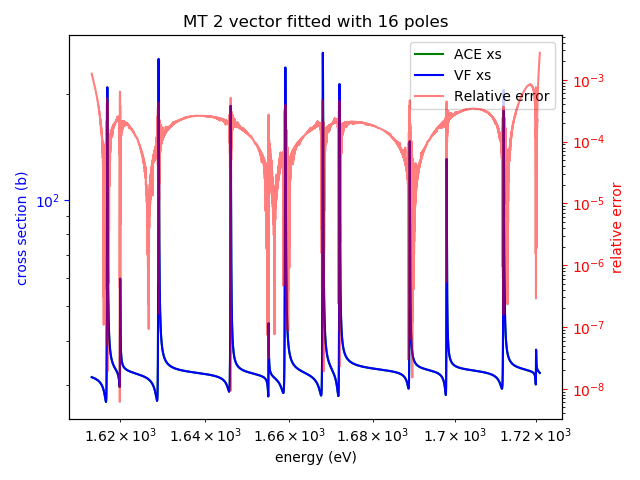 MT 2 vector fitted with 16 poles
ACE xs
VF xs
Relative error
cross section (b)
10²
10⁻³
10⁻⁴
10⁻⁵
10⁻⁶
10⁻⁷
10⁻⁸
relative error
1.62 × 10³ 1.64 × 10³ 1.66 × 10³ 1.68 × 10³ 1.7 × 10³ 1.72 × 10³
energy (eV)